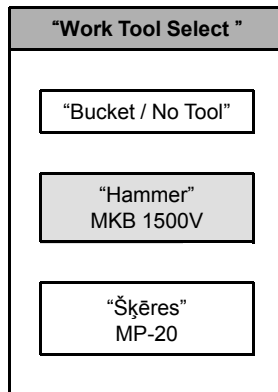 “Work Tool Select ”
“Bucket / No Tool”
“Hammer”
MKB 1500V
“Šķēres”
MP-20